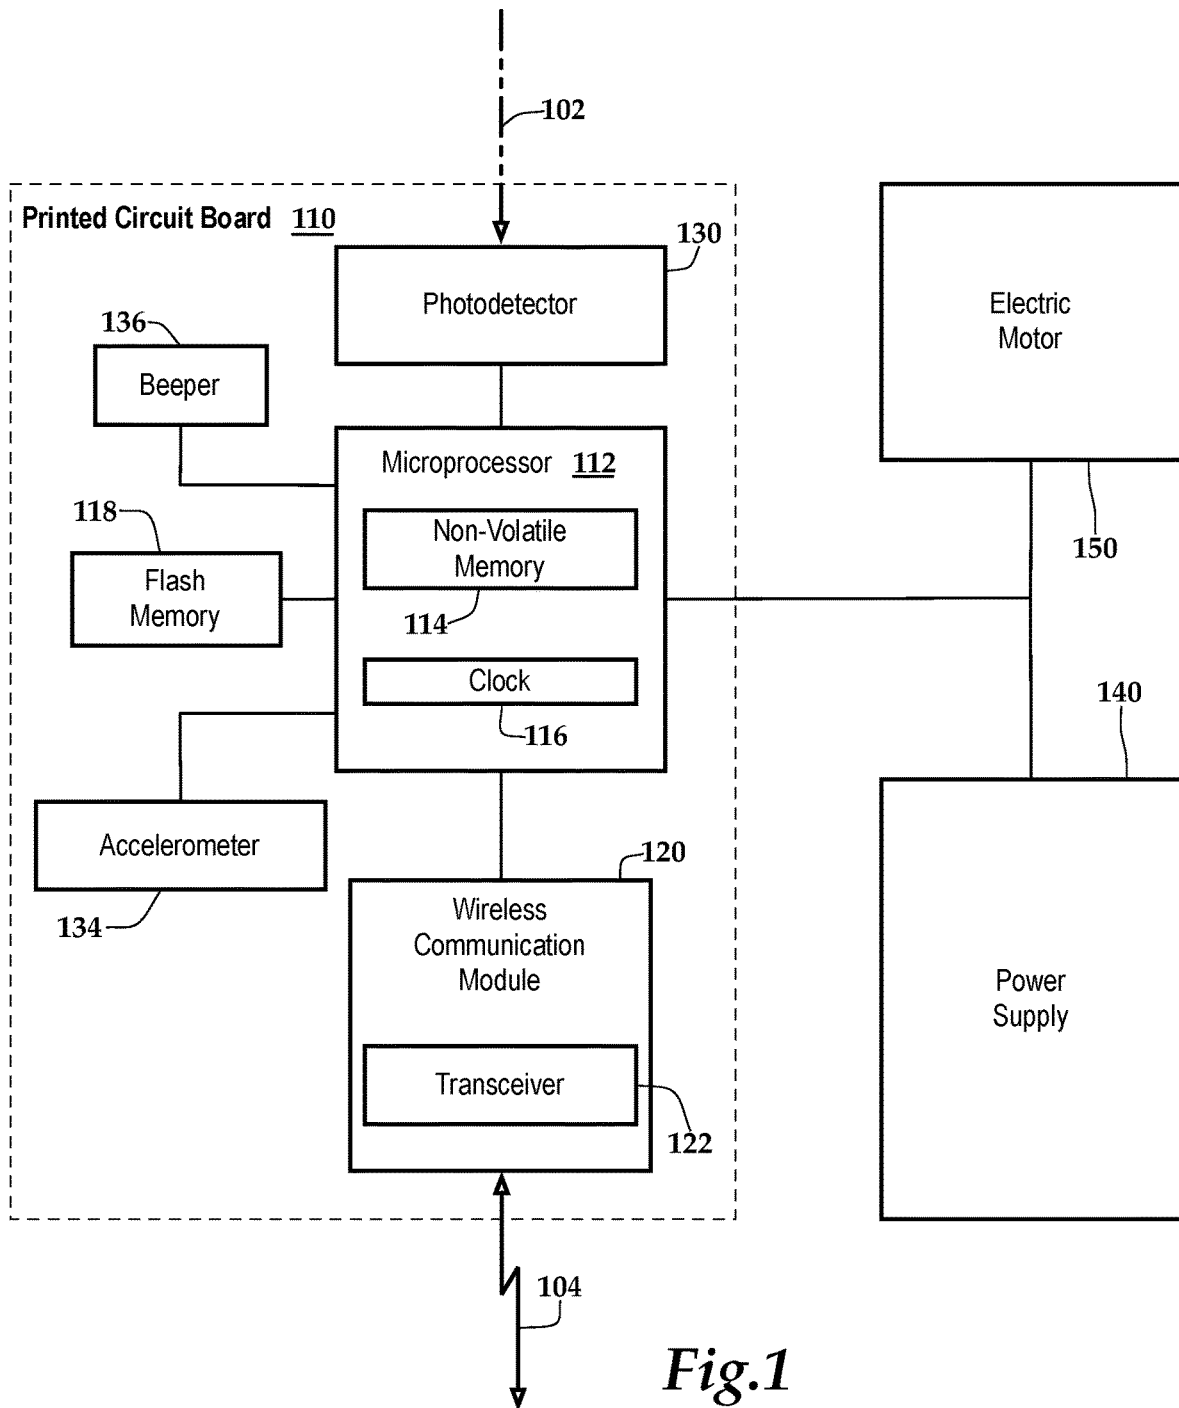 102
Printed Circuit Board 110
130
Photodetector
Electric
Motor
136
Beeper
Microprocessor 112
118
Non-Volatile
Memory
150
Flash
Memory
114
Clock
140
116
Accelerometer
120
134
Wireless
Communication
Module
Power
Supply
Transceiver
122
104
Fig.1